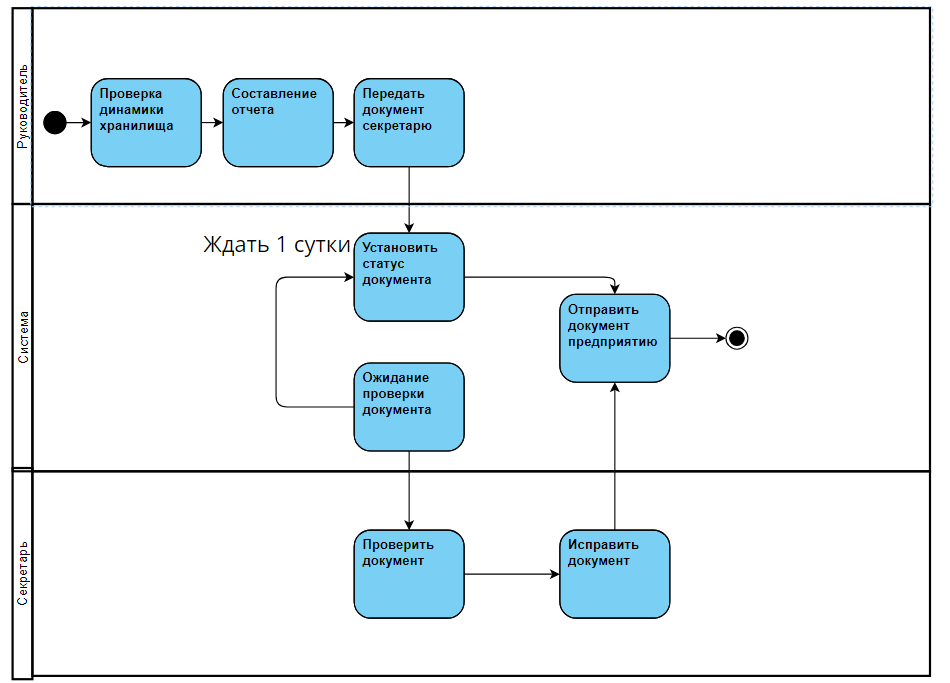 Руководитель
Проверка
динамики
хранилища
Составление
отчета
Передать
документ
секретарю
Система
Ждать 1 сутки
Установить
статус
документа
Отправить
документ
предприятию
Ожидание
проверки
документа
Секретарь
Проверить
документ
Исправить
документ